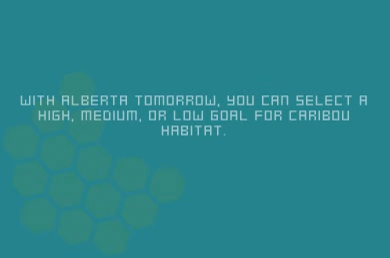 WITH ALBERTA TOMORROW, YOU CAN SELECT A
HIGH, MEDIUM, OR LOW GOAL FOR CARIBOU
HABITAT.